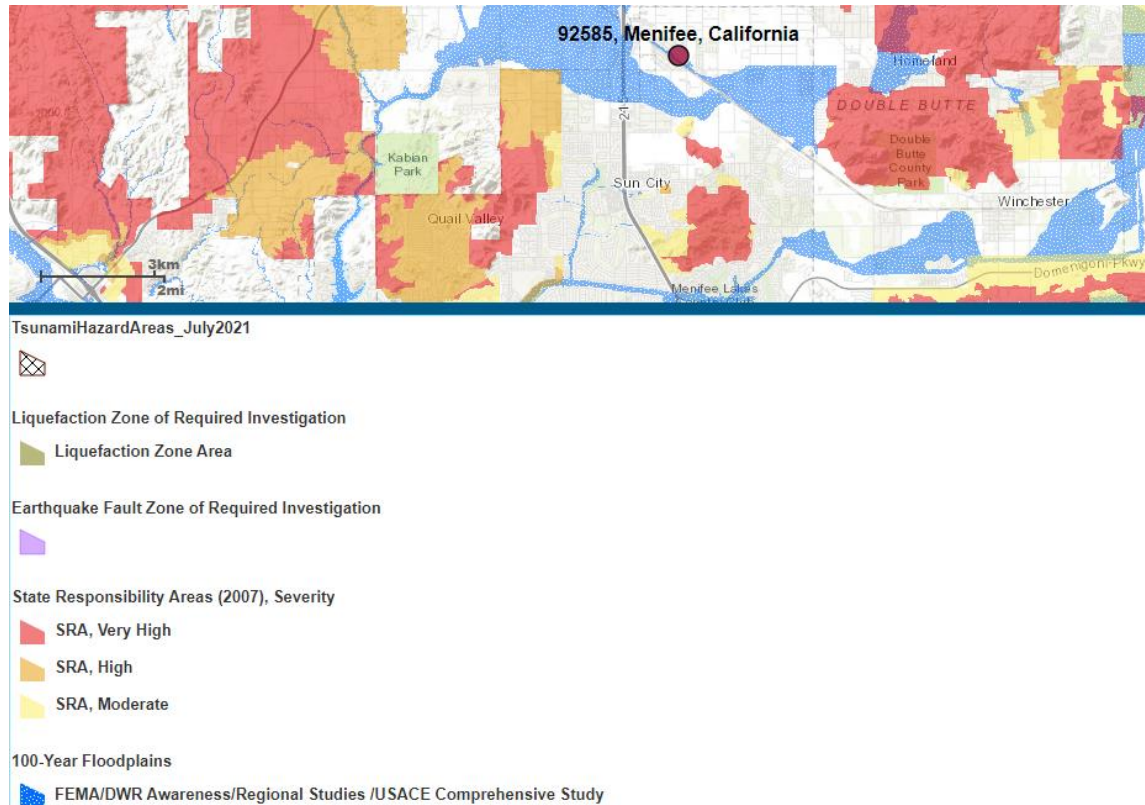 92585, Menifee, California
Homeland
DOUBLE BUTTE
Kabian
Park
Double
Butte
County
Park
Sun City
Winchester
Quail Valley
3km
2mi
Domenigoni Pkwy
Menifee Lakes
TsunamiHazardAreas_July2021
Liquefaction Zone of Required Investigation
Liquefaction Zone Area
Earthquake Fault Zone of Required Investigation
State Responsibility Areas (2007), Severity
SRA, Very High
SRA, High
SRA, Moderate
100-Year Floodplains
FEMA/DWR Awareness/Regional Studies /USACE Comprehensive Study